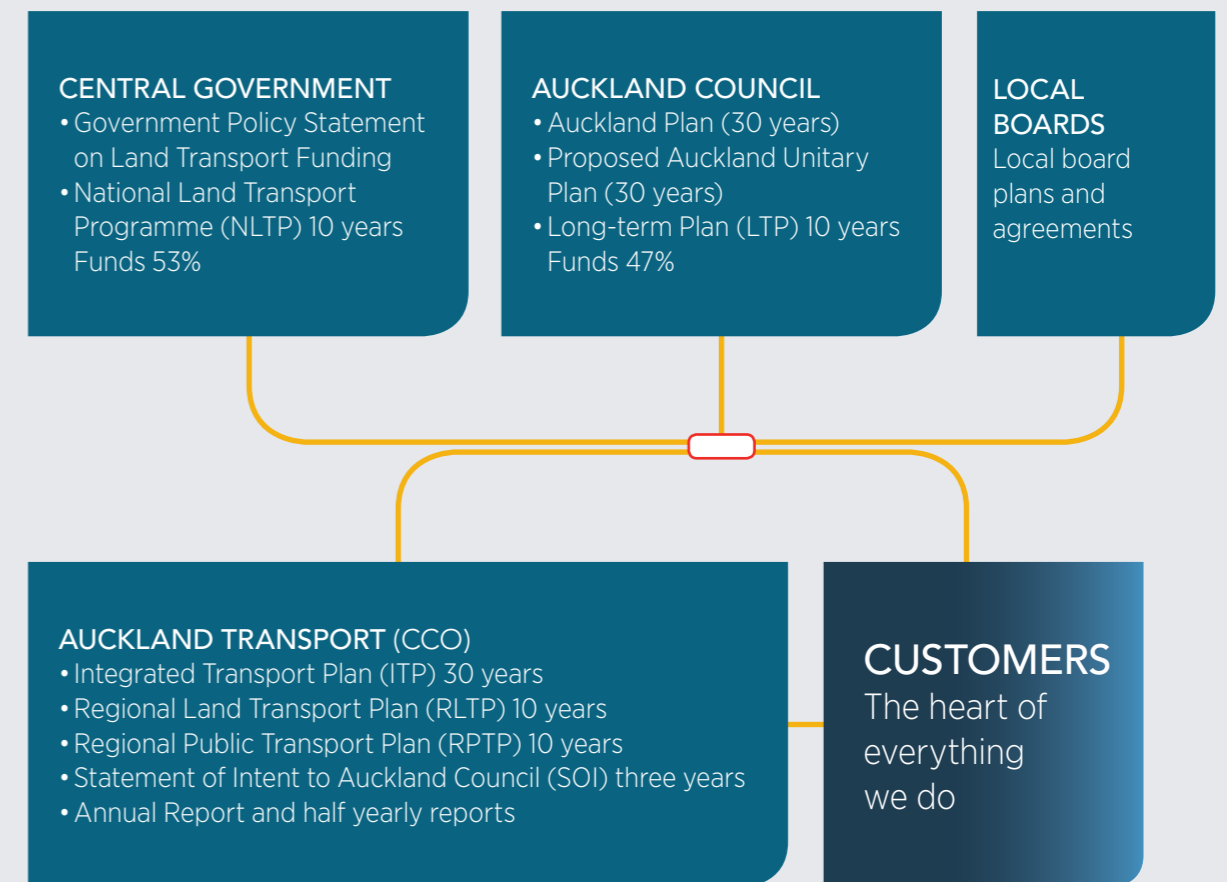 CENTRAL GOVERNMENT
• Government Policy Statement
on Land Transport Funding
• National Land Transport
Programme (NLTP) 10 years
Funds 53%
AUCKLAND COUNCIL
• Auckland Plan (30 years)
• Proposed Auckland Unitary
Plan (30 years)
• Long-term Plan (LTP) 10 years
Funds 47%
LOCAL
BOARDS
Local board
plans and
agreements
AUCKLAND TRANSPORT (CCO)
• Integrated Transport Plan (ITP) 30 years
• Regional Land Transport Plan (RLTP) 10 years
• Regional Public Transport Plan (RPTP) 10 years
• Statement of Intent to Auckland Council (SOI) three years
• Annual Report and half yearly reports
CUSTOMERS
The heart of
everything
we do